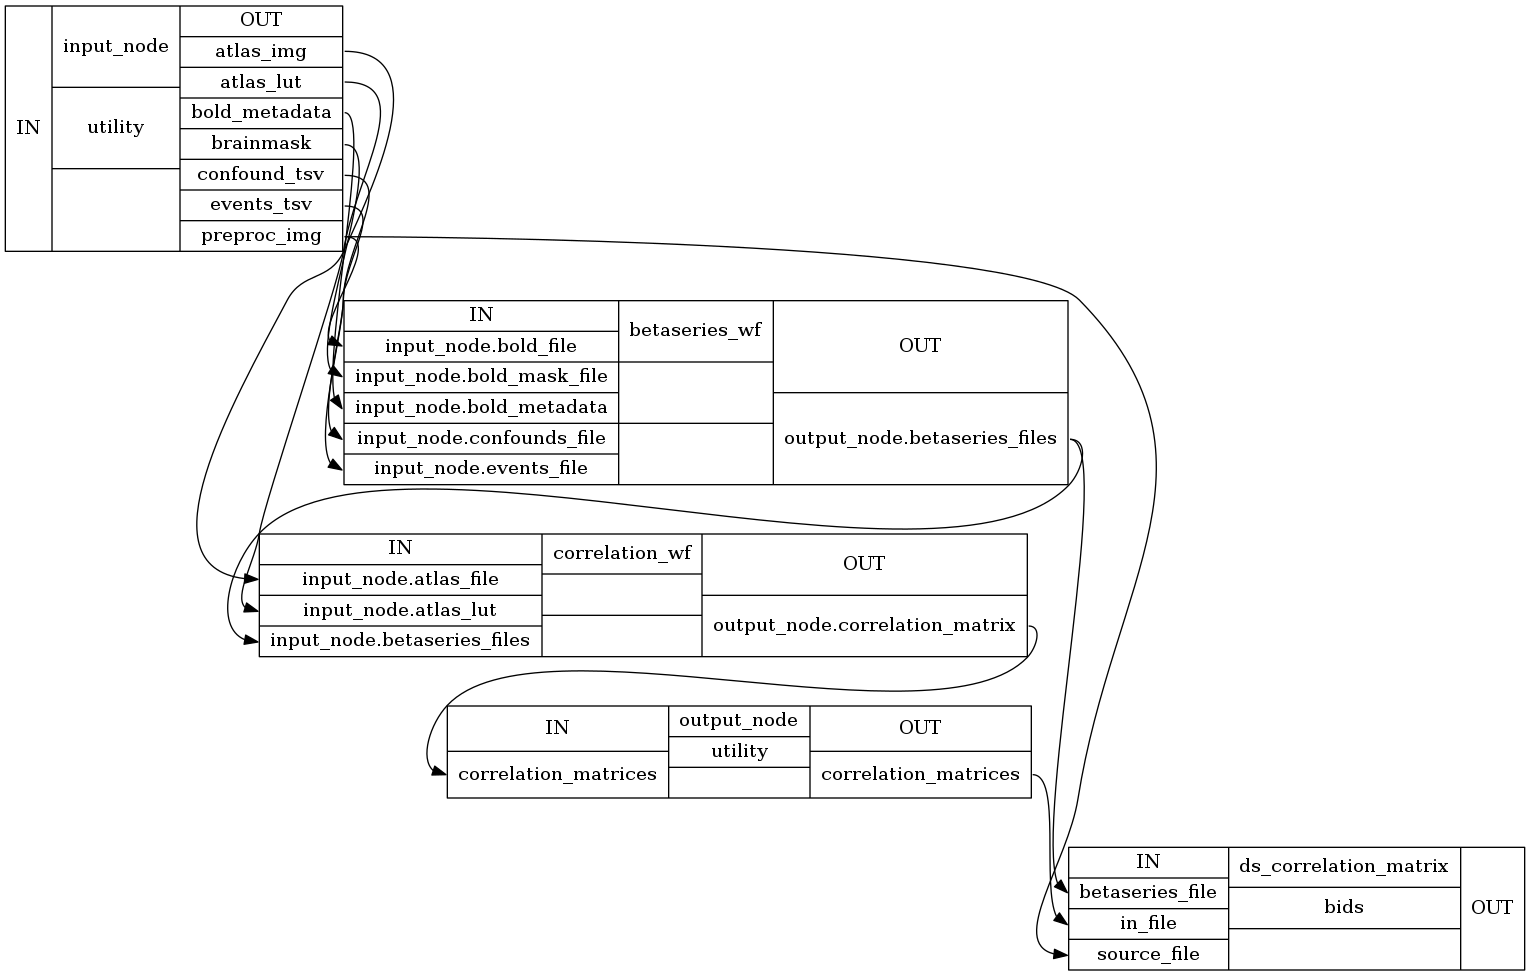 IN
input_node
utility
OUT
atlas_img
atlas_lut
bold_metadata
brainmask
confound_tsv
events_tsv
preproc_img
IN
input_node.bold_file
input_node.bold_mask_file
input_node.bold_metadata
input_node.confounds_file
input_node.events_file
betaseries_wf
OUT
output_node.betaseries_files
IN
input_node.atlas_file
input_node.atlas_lut
input_node.betaseries_files
correlation_wf
OUT
output_node.correlation_matrix
IN
correlation_matrices
output_node
utility
OUT
correlation_matrices
IN
betaseries_file
in_file
source_file
ds_correlation_matrix
bids
OUT